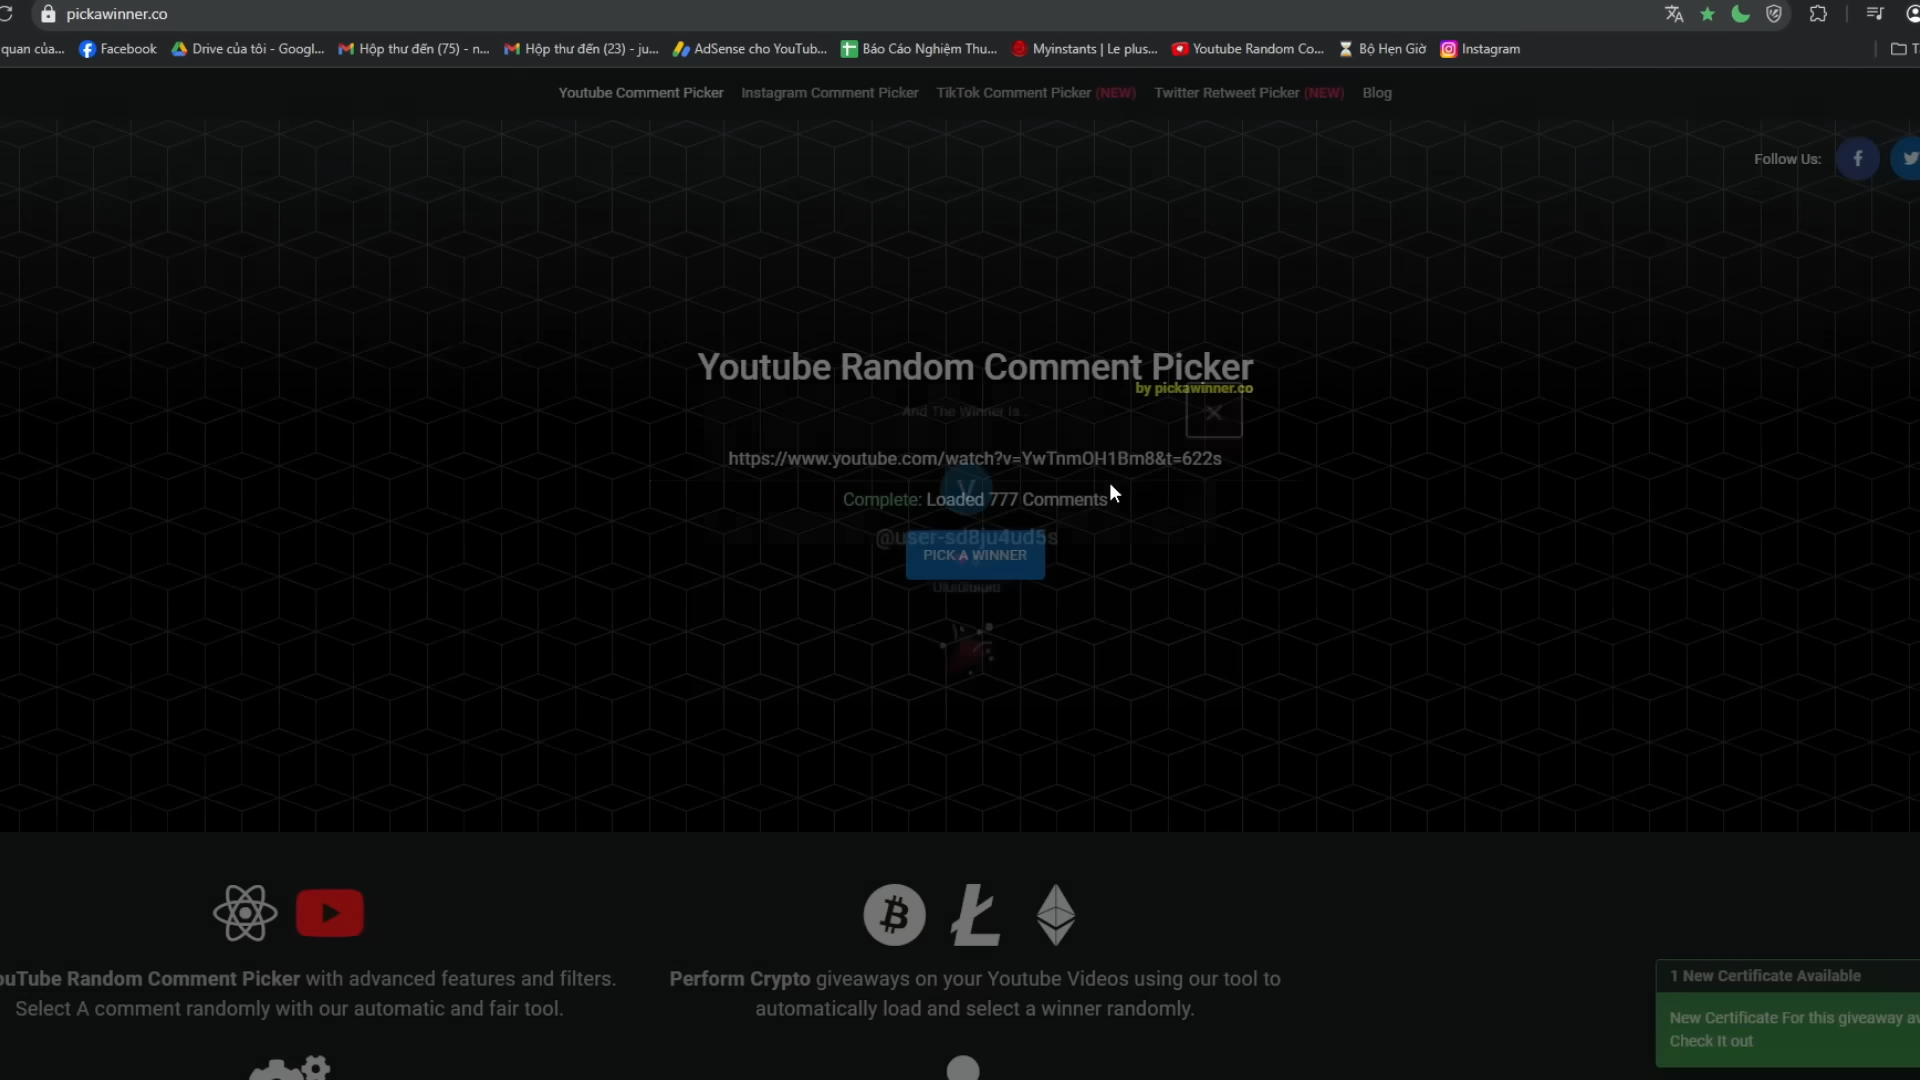 pickawinner.co
quan của...
Facebook
Drive của tôi - Googl...
Hộp thư đến (75) - n...
Hộp thư đến (23) - ju...
AdSense cho YouTub...
Báo Cáo Nghiệm Thu...
Myinstants | Le plus...
Youtube Random Co...
Bộ Hẹn Giờ
Instagram
Youtube Comment Picker
Instagram Comment Picker
TikTok Comment Picker (NEW)
Twitter Retweet Picker (NEW)
Blog
Follow Us:
Youtube Random Comment Picker
by pickawinner.co
And The Winner Is...
https://www.youtube.com/watch?v=YwTnmOH1Bm8&t=622s
V
Complete: Loaded 777 Comments
@user-sd8ju4ud5s
PICK A WINNER
ouTube Random Comment Picker with advanced features and filters.
Select A comment randomly with our automatic and fair tool.
Perform Crypto giveaways on your Youtube Videos using our tool to
automatically load and select a winner randomly.
1 New Certificate Available
New Certificate For this giveaway av
Check It out